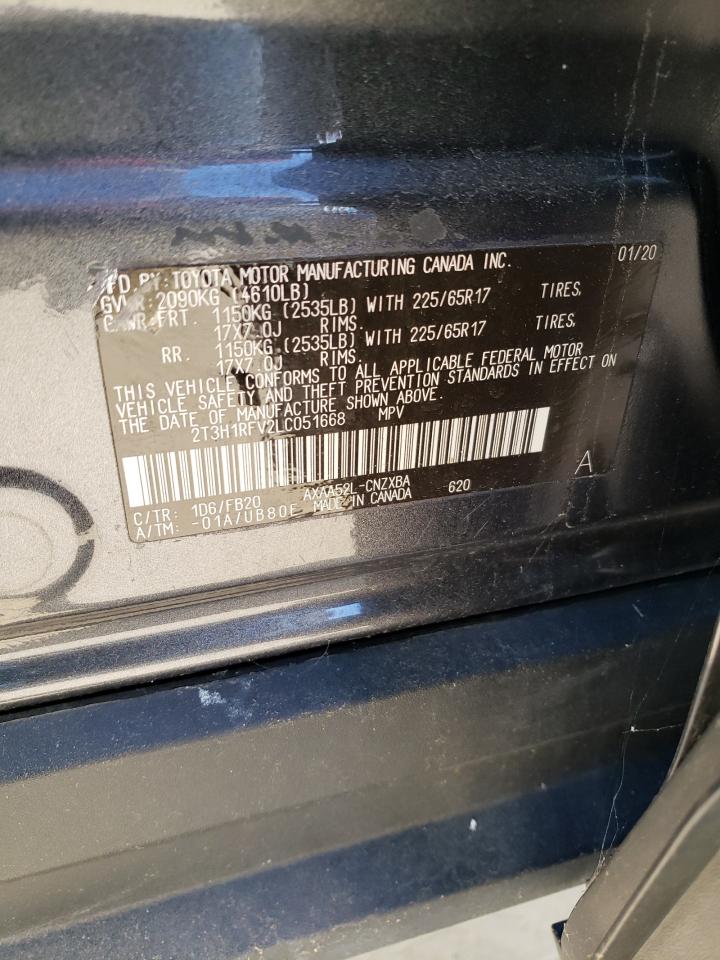 MFD. BY: TOYOTA MOTOR MANUFACTURING CANADA INC. 01/20
GVWR: 2090KG (4610LB)
GAWR FRT. 1150KG (2535LB) WITH 225/65R17 TIRES,
17X7.0J RIMS.
RR. 1150KG (2535LB) WITH 225/65R17 TIRES,
17X7.0J RIMS.
THIS VEHICLE CONFORMS TO ALL APPLICABLE FEDERAL MOTOR
VEHICLE SAFETY AND THEFT PREVENTION STANDARDS IN EFFECT ON
THE DATE OF MANUFACTURE SHOWN ABOVE.
2T3H1RFV2LC051668 MPV
A
C/TR: 1D6/FB20 AXAA52L-CNZXBA 620
A/TM: -01A/UB80F MADE IN CANADA